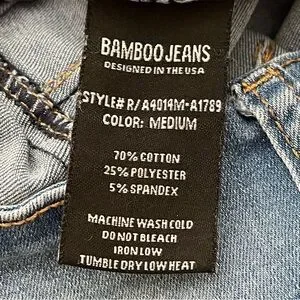 BAMBOO JEANS
DESIGNED IN THE USA
STYLE# R/A4014M-A1789
COLOR: MEDIUM
70% COTTON
25% POLYESTER
5% SPANDEX
MACHINE WASH COLD
DO NOT BLEACH
IRON LOW
TUMBLE DRY LOW HEAT